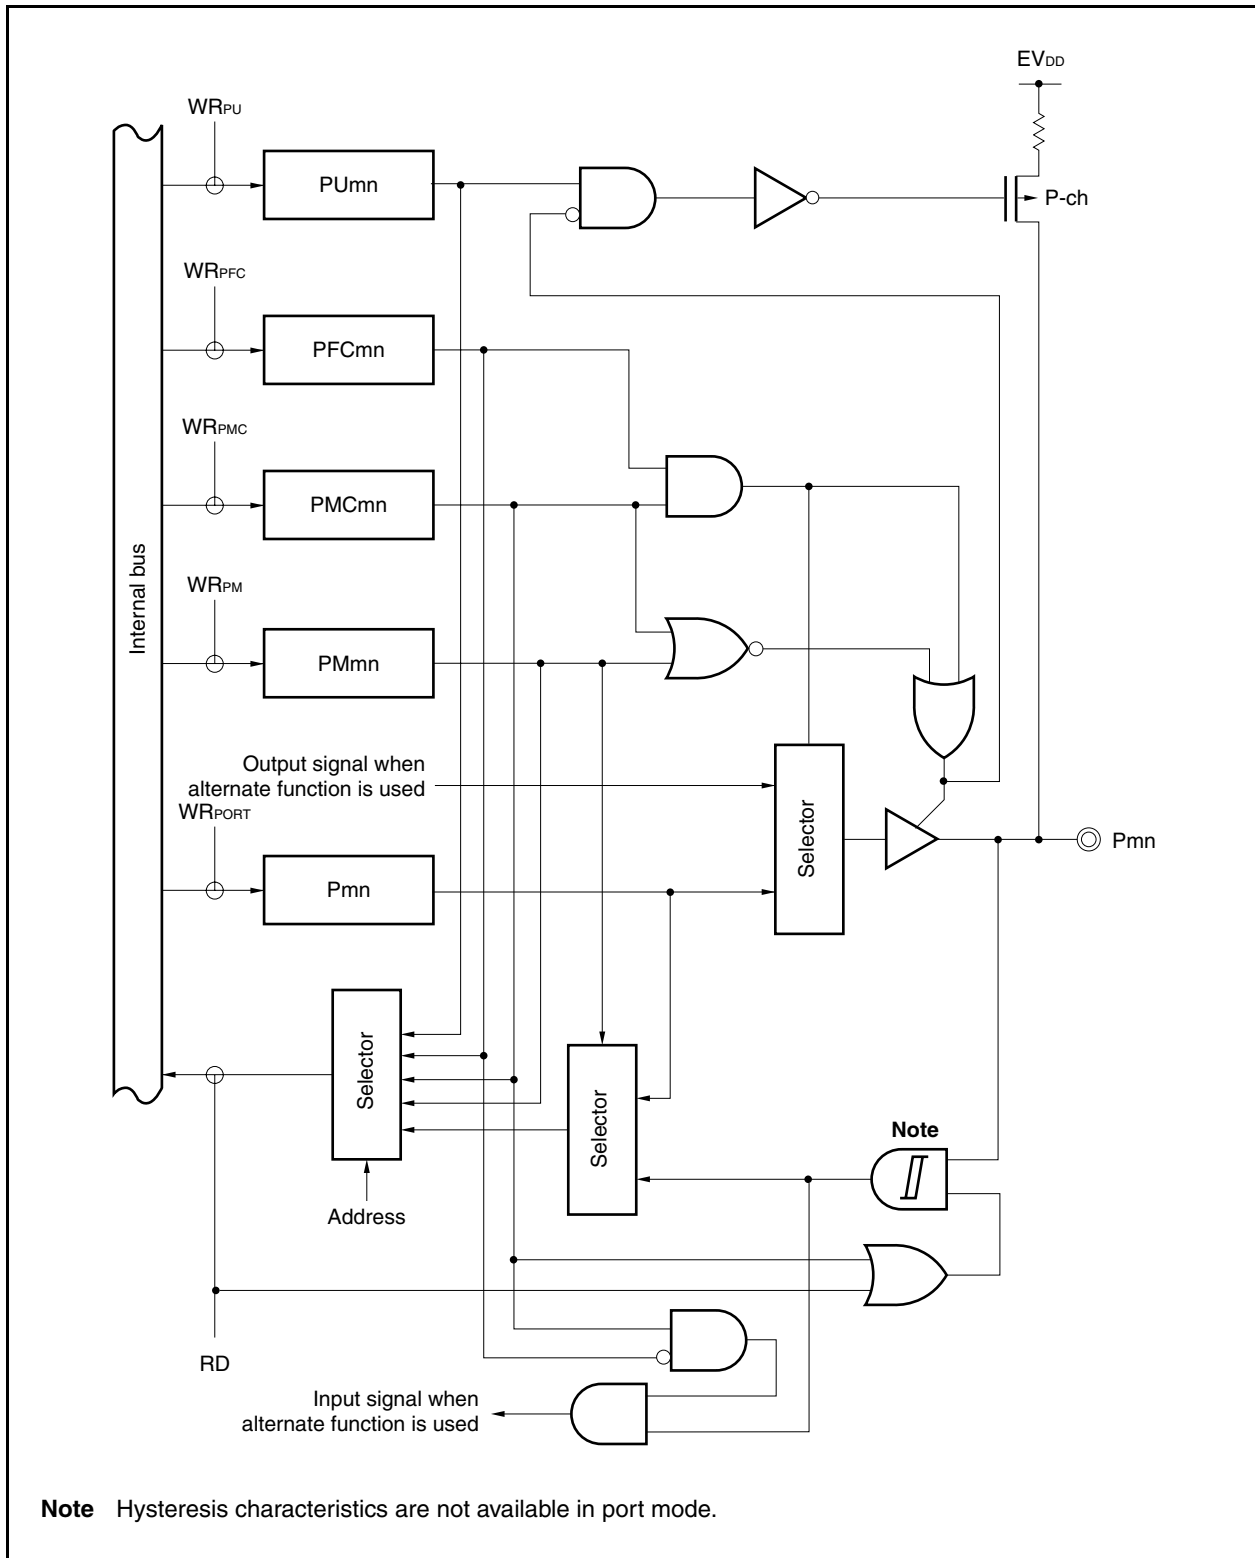 EVDD
WRPU
PUmn
P-ch
WRPFC
PFCmn
WRPMC
PMCmn
Internal bus
WRPM
PMmn
Output signal when
alternate function is used
WRPORT
Selector
Pmn
Pmn
Selector
Selector
Note
Address
RD
Input signal when
alternate function is used
Note Hysteresis characteristics are not available in port mode.